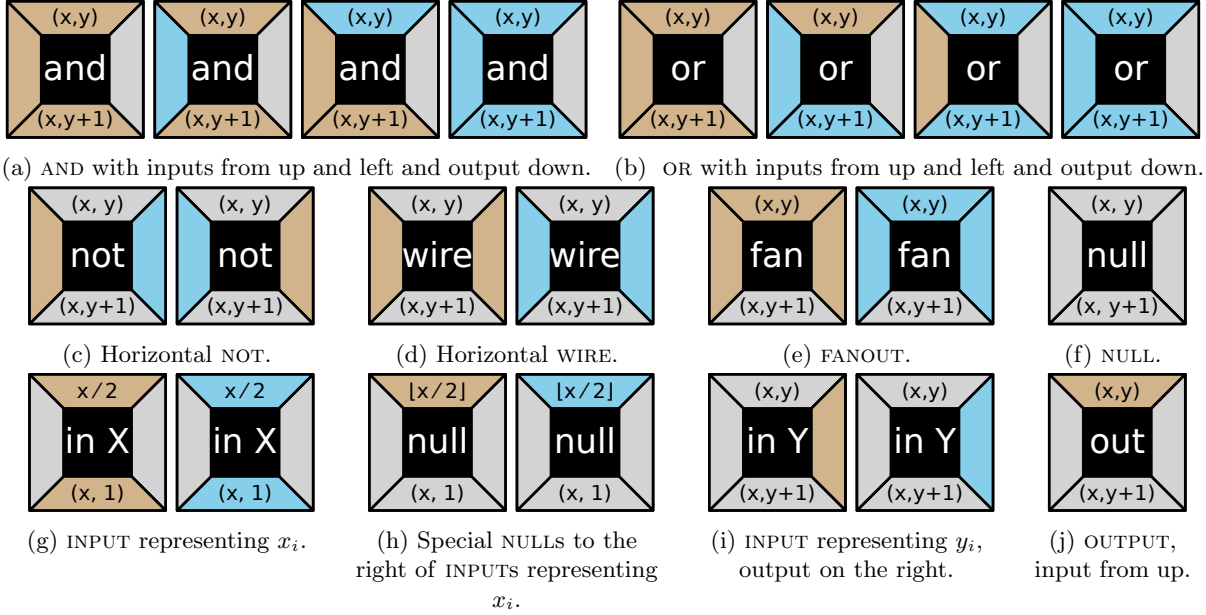 (x,y) (x,y) (x,y) (x,y) (x,y) (x,y) (x,y) (x,y)
and and and and or or or or
(x,y+1) (x,y+1) (x,y+1) (x,y+1) (x,y+1) (x,y+1) (x,y+1) (x,y+1)
(a) AND with inputs from up and left and output down. (b) OR with inputs from up and left and output down.
(x, y) (x, y) (x, y) (x, y) (x,y) (x,y) (x, y)
not not wire wire fan fan null
(x,y+1) (x,y+1) (x,y+1) (x,y+1) (x,y+1) (x,y+1) (x, y+1)
(c) Horizontal NOT. (d) Horizontal WIRE. (e) FANOUT. (f) NULL.
x/2 x/2 ⌊x/2⌋ ⌊x/2⌋ (x,y) (x,y) (x,y)
in X in X null null in Y in Y out
(x, 1) (x, 1) (x, 1) (x, 1) (x,y+1) (x,y+1) (x,y+1)
(g) INPUT representing xᵢ. (h) Special NULLs to the (i) INPUT representing yᵢ, (j) OUTPUT,
right of INPUTs representing output on the right. input from up.
xᵢ.